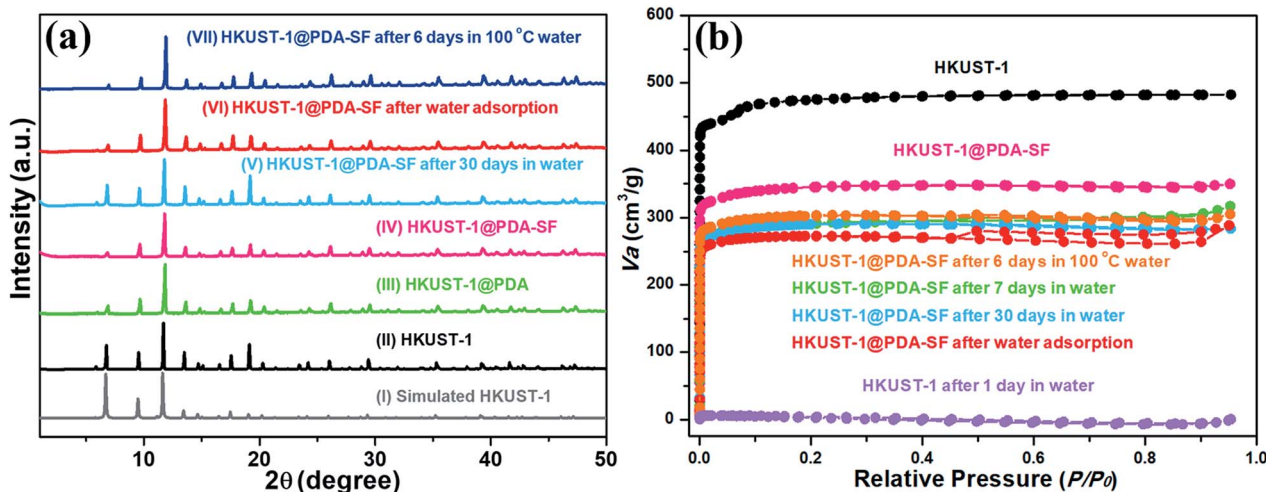 (a)
(VII) HKUST-1@PDA-SF after 6 days in 100 °C water
(VI) HKUST-1@PDA-SF after water adsorption
(V) HKUST-1@PDA-SF after 30 days in water
(IV) HKUST-1@PDA-SF
(III) HKUST-1@PDA
(II) HKUST-1
(I) Simulated HKUST-1
Intensity (a.u.)
10 20 30 40 50
2θ (degree)
(b)
600
500
400
300
200
300
100
0
Va (cm³/g)
HKUST-1
HKUST-1@PDA-SF
HKUST-1@PDA-SF after 6 days in 100 °C water
HKUST-1@PDA-SF after 7 days in water
HKUST-1@PDA-SF after 30 days in water
HKUST-1@PDA-SF after water adsorption
HKUST-1 after 1 day in water
0.0 0.2 0.4 0.6 0.8 1.0
Relative Pressure (P/P₀)